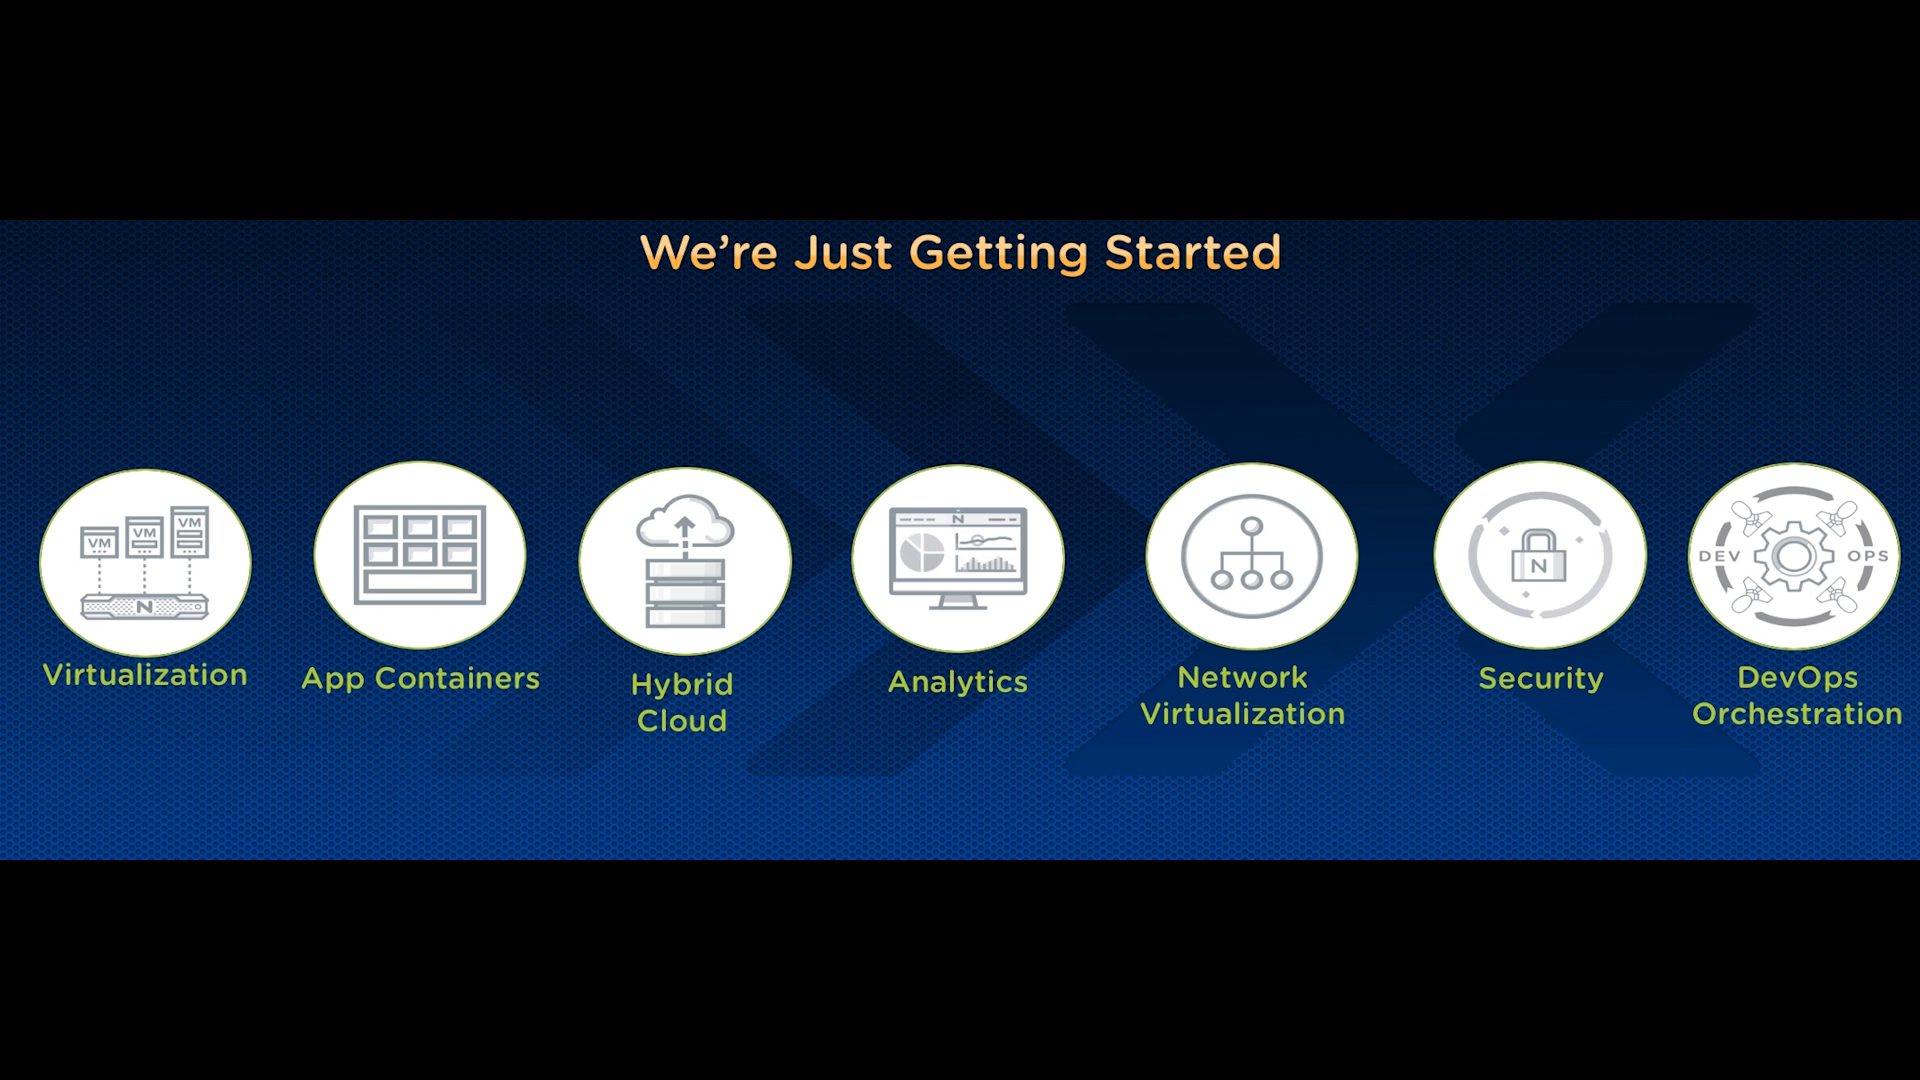 We’re Just Getting Started
VM
VM
VM
N
N
N
DEV
OPS
Virtualization
App Containers
Hybrid
Cloud
Analytics
Network
Virtualization
Security
DevOps
Orchestration